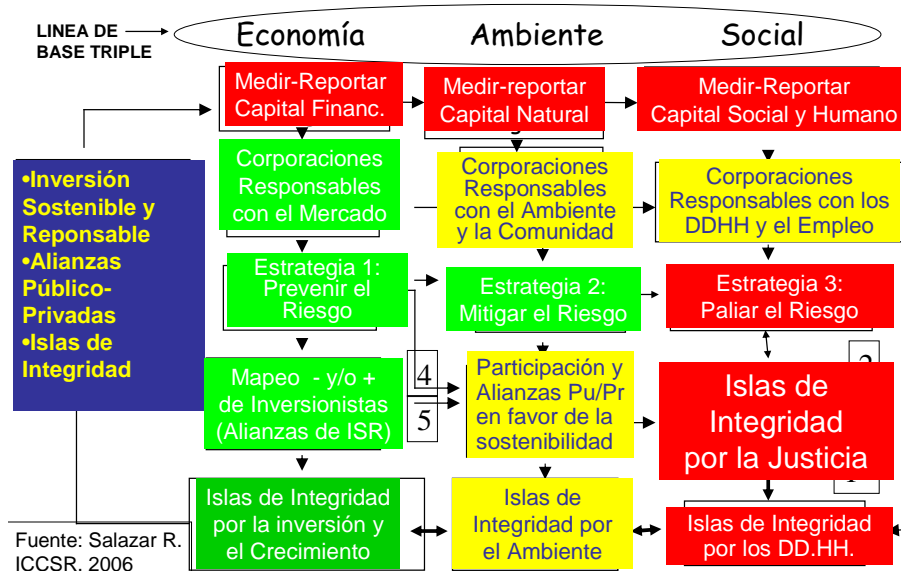 LINEA DE
BASE TRIPLE
Economía
Ambiente
Social
Medir-Reportar
Capital Financ.
Medir-reportar
Capital Natural
Medir-Reportar
Capital Social y Humano
•Inversión
Sostenible y
Reponsable
•Alianzas
Público-
Privadas
•Islas de
Integridad
Corporaciones
Responsables
con el Mercado
Corporaciones
Responsables
con el Ambiente
y la Comunidad
Corporaciones
Responsables con los
DDHH y el Empleo
Estrategia 1:
Prevenir el
Riesgo
Estrategia 2:
Mitigar el Riesgo
Estrategia 3:
Paliar el Riesgo
Mapeo - y/o +
de Inversionistas
(Alianzas de ISR)
4
5
Participación y
Alianzas Pu/Pr
en favor de la
sostenibilidad
Islas de
Integridad
por la Justicia
Islas de Integridad
por la inversión y
el Crecimiento
Islas de
Integridad por
el Ambiente
Islas de Integridad
por los DD.HH.
Fuente: Salazar R.
ICCSR, 2006